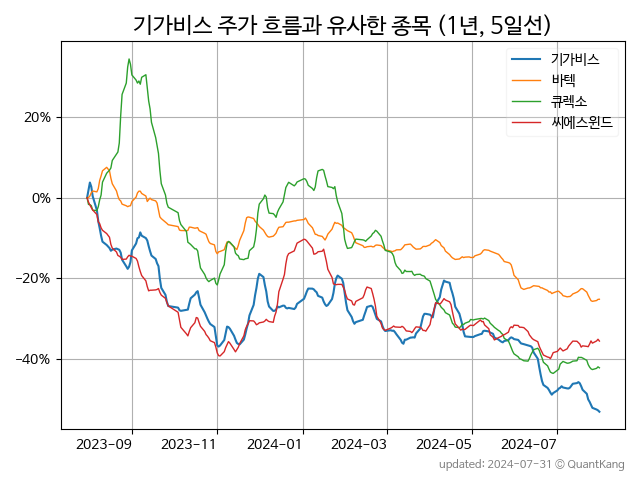 기가비스 주가 흐름과 유사한 종목 (1년, 5일선)
기가비스
바텍
큐렉소
씨에스윈드
20%
0%
−20%
−40%
2023-09 2023-11 2024-01 2024-03 2024-05 2024-07
updated: 2024-07-31 © QuantKang